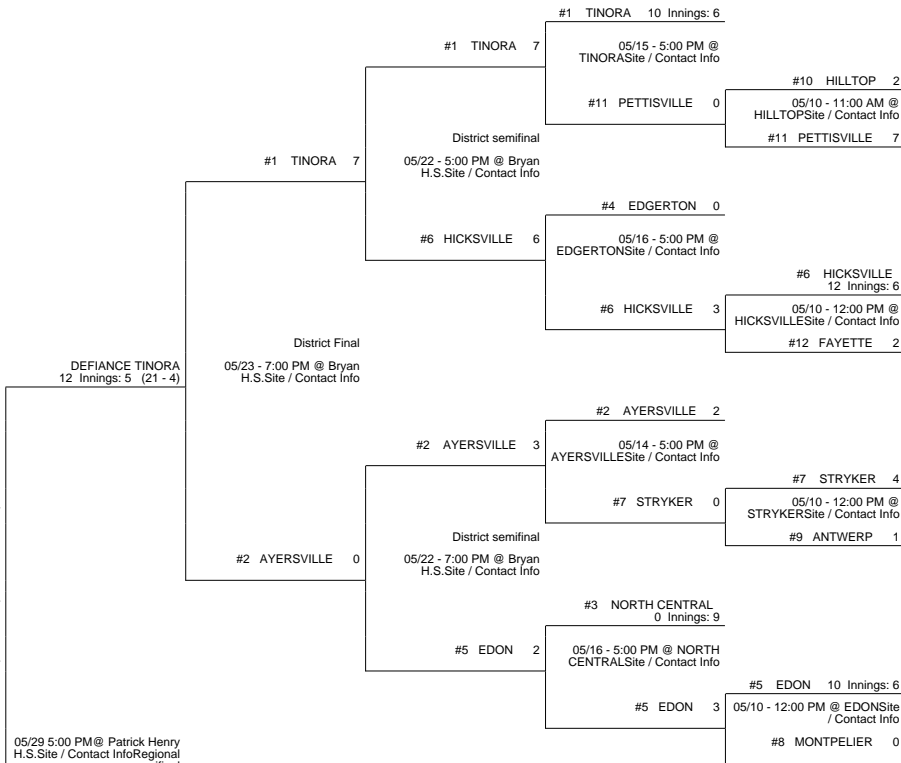 #1 TINORA 10 Innings: 6
05/15 - 5:00 PM @
TINORASite / Contact Info
#1 TINORA 7
#10 HILLTOP 2
05/10 - 11:00 AM @
HILLTOPSite / Contact Info
#11 PETTISVILLE 0
#11 PETTISVILLE 7
District semifinal
05/22 - 5:00 PM @ Bryan
H.S.Site / Contact Info
#1 TINORA 7
#4 EDGERTON 0
05/16 - 5:00 PM @
EDGERTONSite / Contact Info
#6 HICKSVILLE 6
#6 HICKSVILLE
12 Innings: 6
05/10 - 12:00 PM @
HICKSVILLESite / Contact Info
#6 HICKSVILLE 3
#12 FAYETTE 2
District Final
05/23 - 7:00 PM @ Bryan
H.S.Site / Contact Info
DEFIANCE TINORA
12 Innings: 5 (21 - 4)
#2 AYERSVILLE 2
05/14 - 5:00 PM @
AYERSVILLESite / Contact Info
#2 AYERSVILLE 3
#7 STRYKER 4
05/10 - 12:00 PM @
STRYKERSite / Contact Info
#7 STRYKER 0
#9 ANTWERP 1
District semifinal
05/22 - 7:00 PM @ Bryan
H.S.Site / Contact Info
#2 AYERSVILLE 0
#3 NORTH CENTRAL
0 Innings: 9
05/16 - 5:00 PM @ NORTH
CENTRALSite / Contact Info
#5 EDON 2
#5 EDON 10 Innings: 6
05/10 - 12:00 PM @ EDONSite
/ Contact Info
#5 EDON 3
#8 MONTPELIER 0
05/29 5:00 PM@ Patrick Henry
H.S.Site / Contact InfoRegional